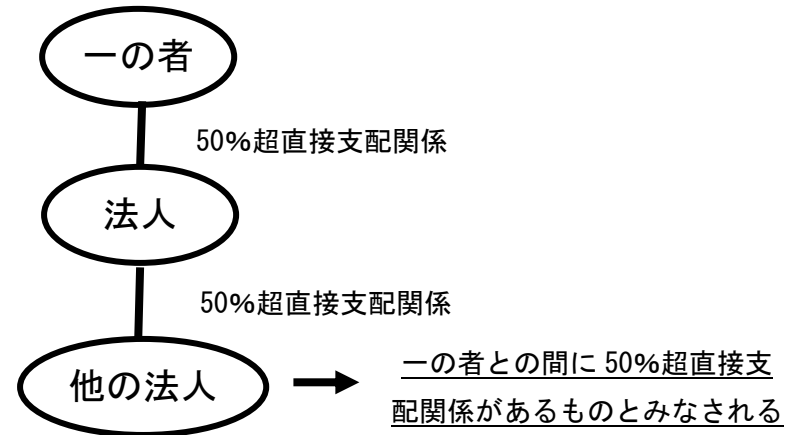 一の者
50%超直接支配関係
法人
50%超直接支配関係
他の法人
一の者との間に 50%超直接支
配関係があるものとみなされる